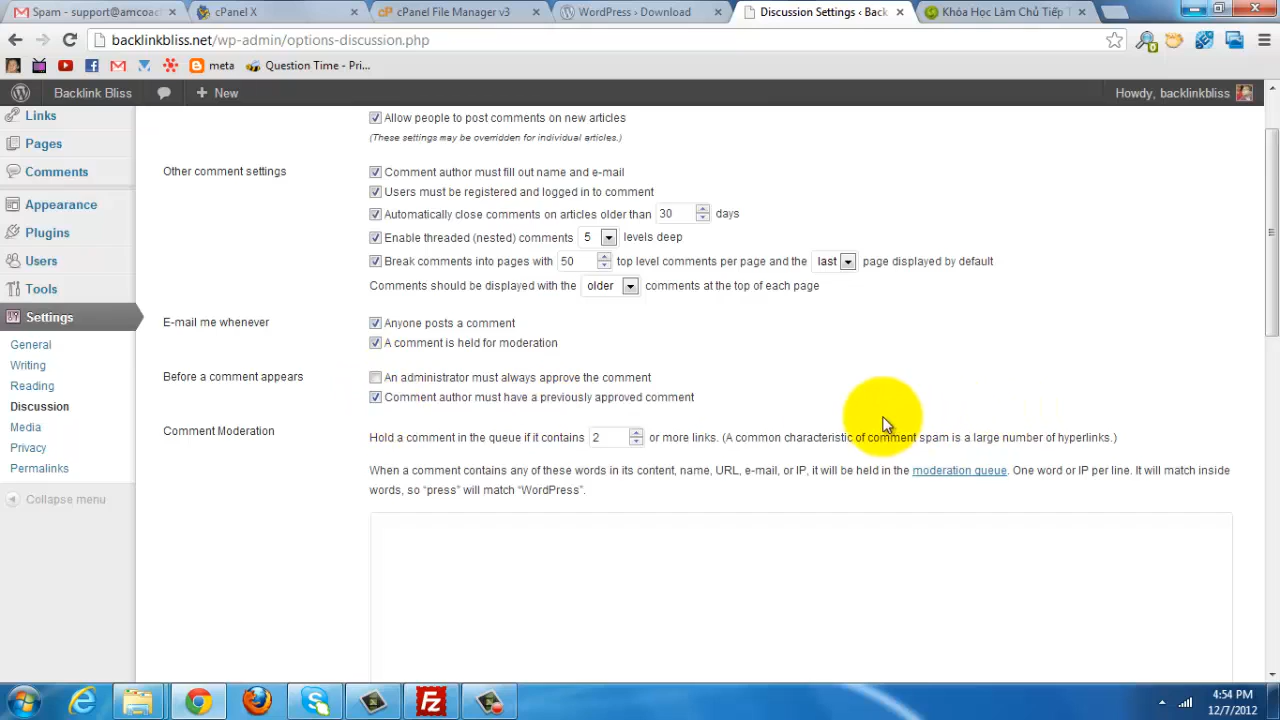 Spam - support@amcoach
cPanel X
cPanel File Manager v3
WordPress › Download
Discussion Settings ‹ Back
Khóa Học Làm Chủ Tiếp T
backlinkbliss.net/wp-admin/options-discussion.php
meta
Question Time - Pri...
Backlink Bliss
+ New
Howdy, backlinkbliss
Links
Pages
Comments
Appearance
Plugins
Users
Tools
Settings
General
Writing
Reading
Discussion
Media
Privacy
Permalinks
Collapse menu
Allow people to post comments on new articles
(These settings may be overridden for individual articles.)
Other comment settings
Comment author must fill out name and e-mail
Users must be registered and logged in to comment
Automatically close comments on articles older than 30 days
Enable threaded (nested) comments 5 levels deep
Break comments into pages with 50 top level comments per page and the last page displayed by default
Comments should be displayed with the older comments at the top of each page
E-mail me whenever
Anyone posts a comment
A comment is held for moderation
Before a comment appears
An administrator must always approve the comment
Comment author must have a previously approved comment
Comment Moderation
Hold a comment in the queue if it contains 2 or more links. (A common characteristic of comment spam is a large number of hyperlinks.)
When a comment contains any of these words in its content, name, URL, e-mail, or IP, it will be held in the moderation queue. One word or IP per line. It will match inside
words, so “press” will match “WordPress”.
4:54 PM
12/7/2012